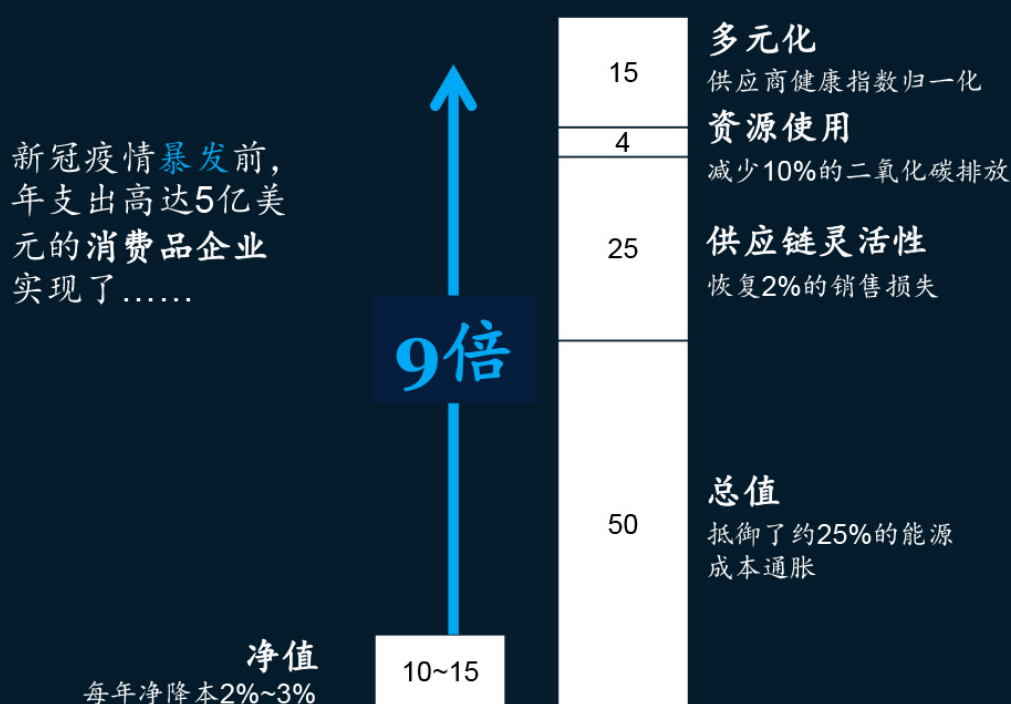 新冠疫情暴发前，
年支出高达5亿美
元的消费品企业
实现了……
9倍
净值
每年净降本2%~3%
10~15
15
多元化
供应商健康指数归一化
4
资源使用
减少10%的二氧化碳排放
25
供应链灵活性
恢复2%的销售损失
50
总值
抵御了约25%的能源
成本通胀